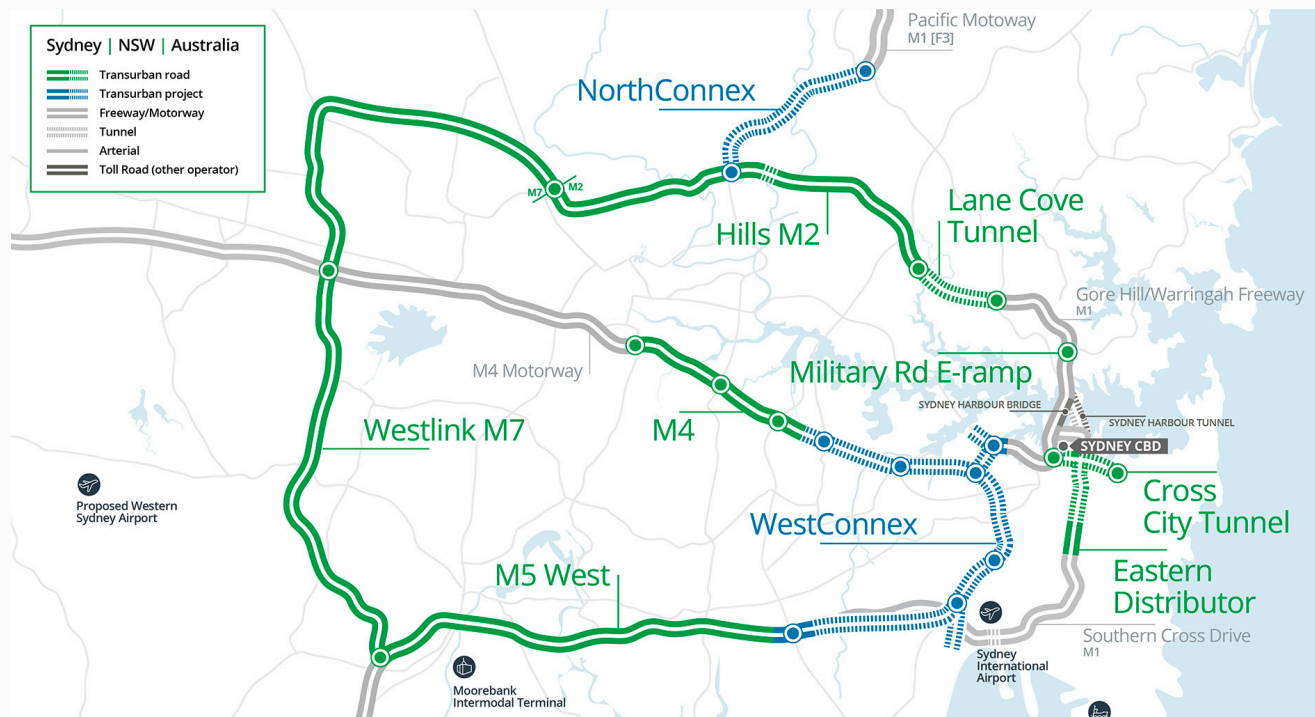 Sydney | NSW | Australia
Transurban road
Transurban project
Freeway/Motorway
Tunnel
Arterial
Toll Road (other operator)
Pacific Motoway
M1 [F3]
NorthConnex
M7
M2
Hills M2
Lane Cove
Tunnel
Gore Hill/Warringah Freeway
M1
M4 Motorway
Military Rd E-ramp
SYDNEY HARBOUR BRIDGE
SYDNEY HARBOUR TUNNEL
Westlink M7
M4
SYDNEY CBD
Proposed Western
Sydney Airport
Cross
City Tunnel
WestConnex
M5 West
Eastern
Distributor
Southern Cross Drive
M1
Sydney
International
Airport
Moorebank
Intermodal Terminal